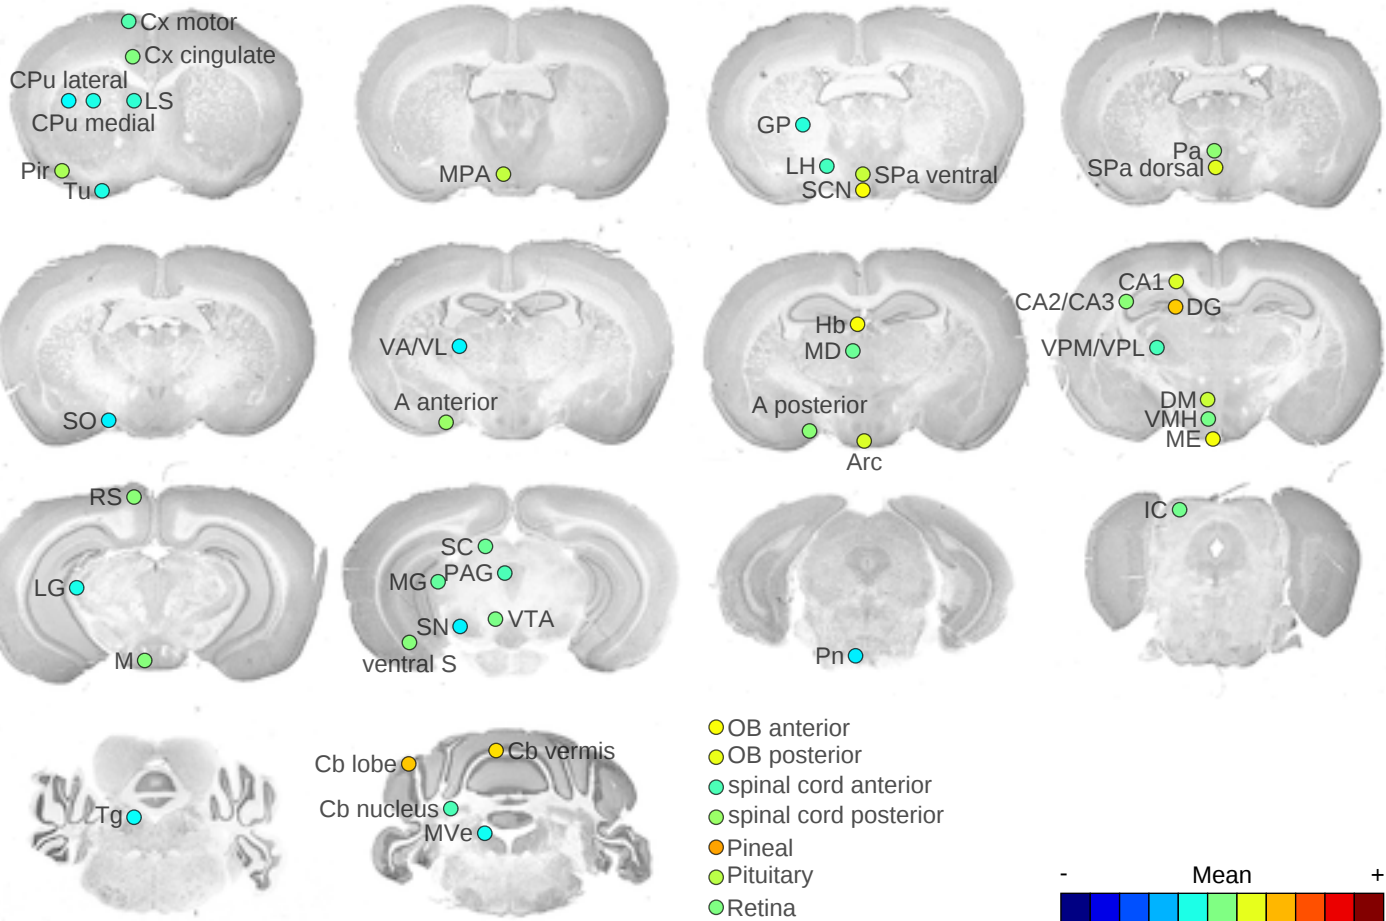 Cx motor
Cx cingulate
CPu lateral
LS
CPu medial
Pir
Tu
MPA
GP
LH
SPa ventral
SCN
Pa
SPa dorsal
SO
VA/VL
A anterior
Hb
MD
A posterior
Arc
CA1
CA2/CA3
DG
VPM/VPL
DM
VMH
ME
RS
LG
M
SC
PAG
MG
SN
VTA
ventral S
Pn
IC
Tg
Cb vermis
Cb lobe
Cb nucleus
MVe
OB anterior
OB posterior
spinal cord anterior
spinal cord posterior
Pineal
Pituitary
Retina
- Mean +